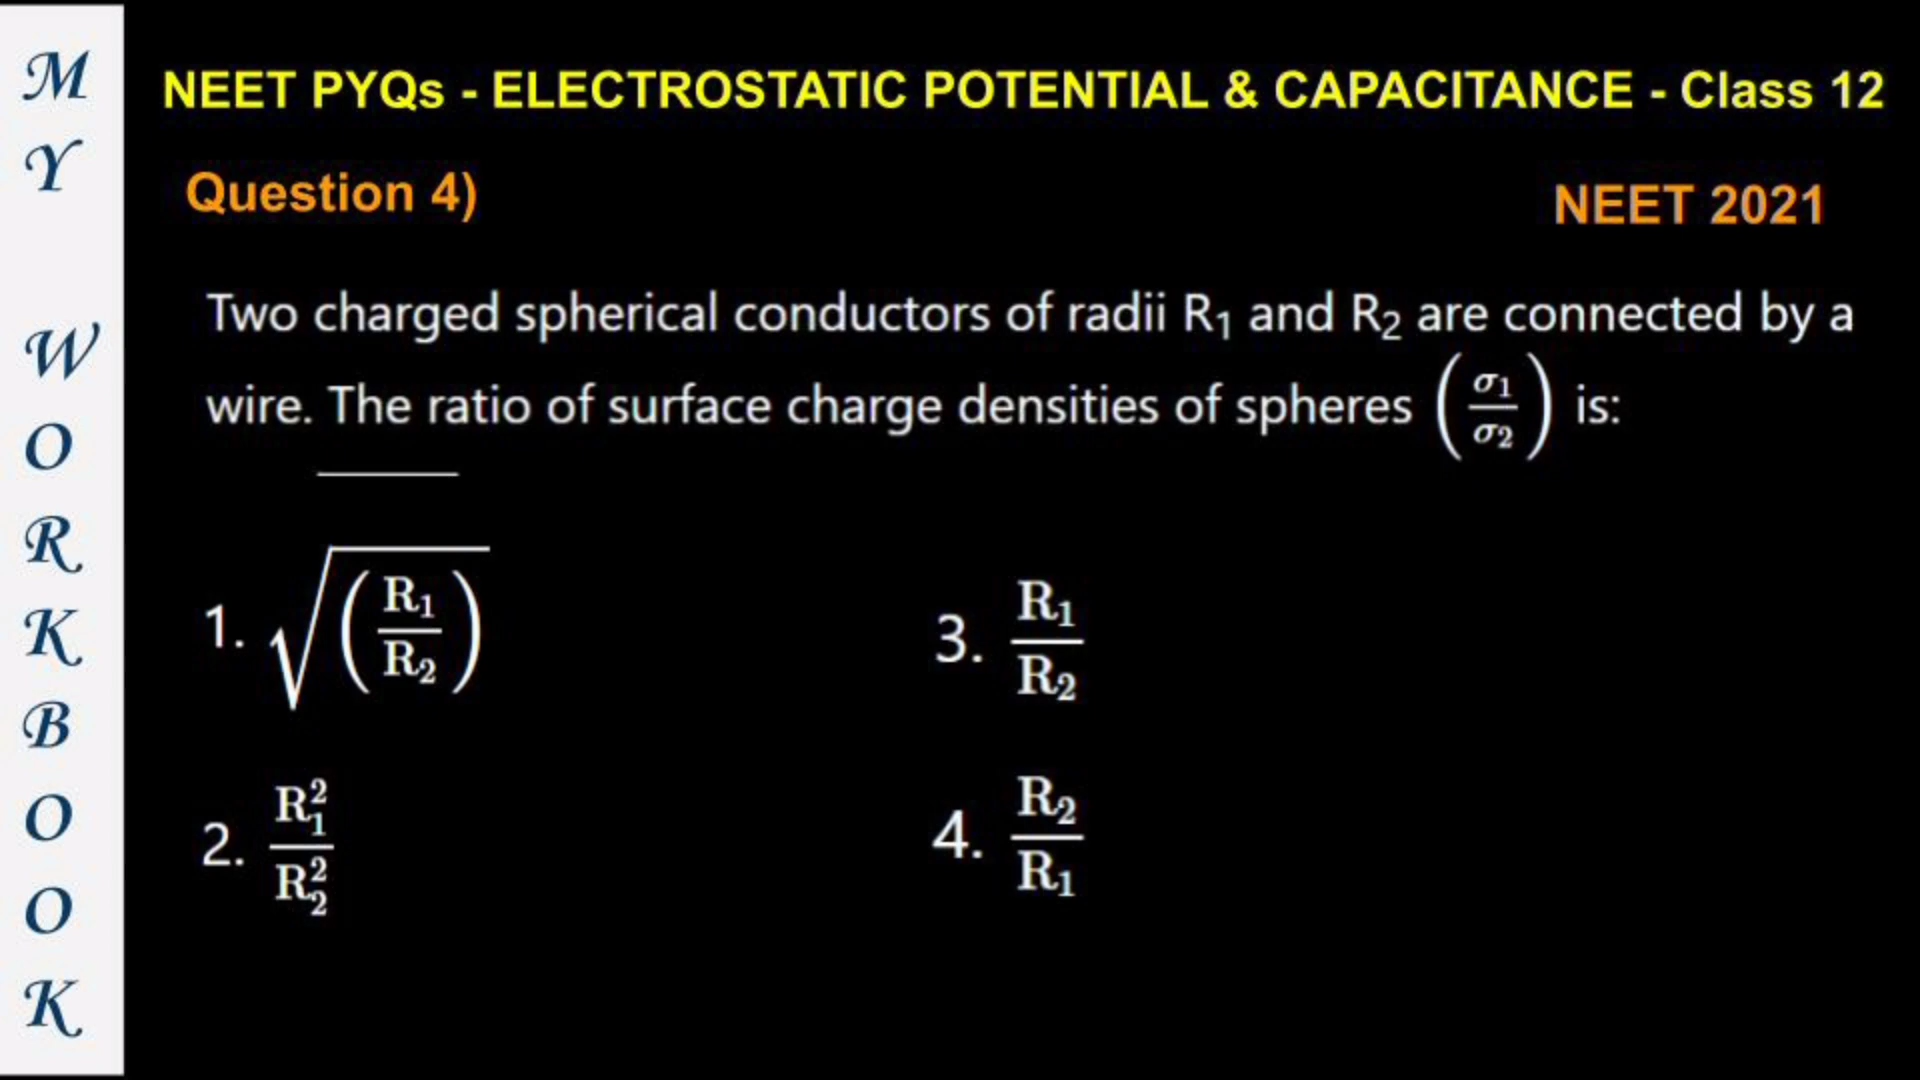 MY WORKBOOK
NEET PYQs - ELECTROSTATIC POTENTIAL & CAPACITANCE - Class 12
Question 4)
NEET 2021
Two charged spherical conductors of radii R₁ and R₂ are connected by a
wire. The ratio of surface charge densities of spheres (σ₁/σ₂) is:
1. √(R₁/R₂)
3. R₁/R₂
2. R₁²/R₂²
4. R₂/R₁